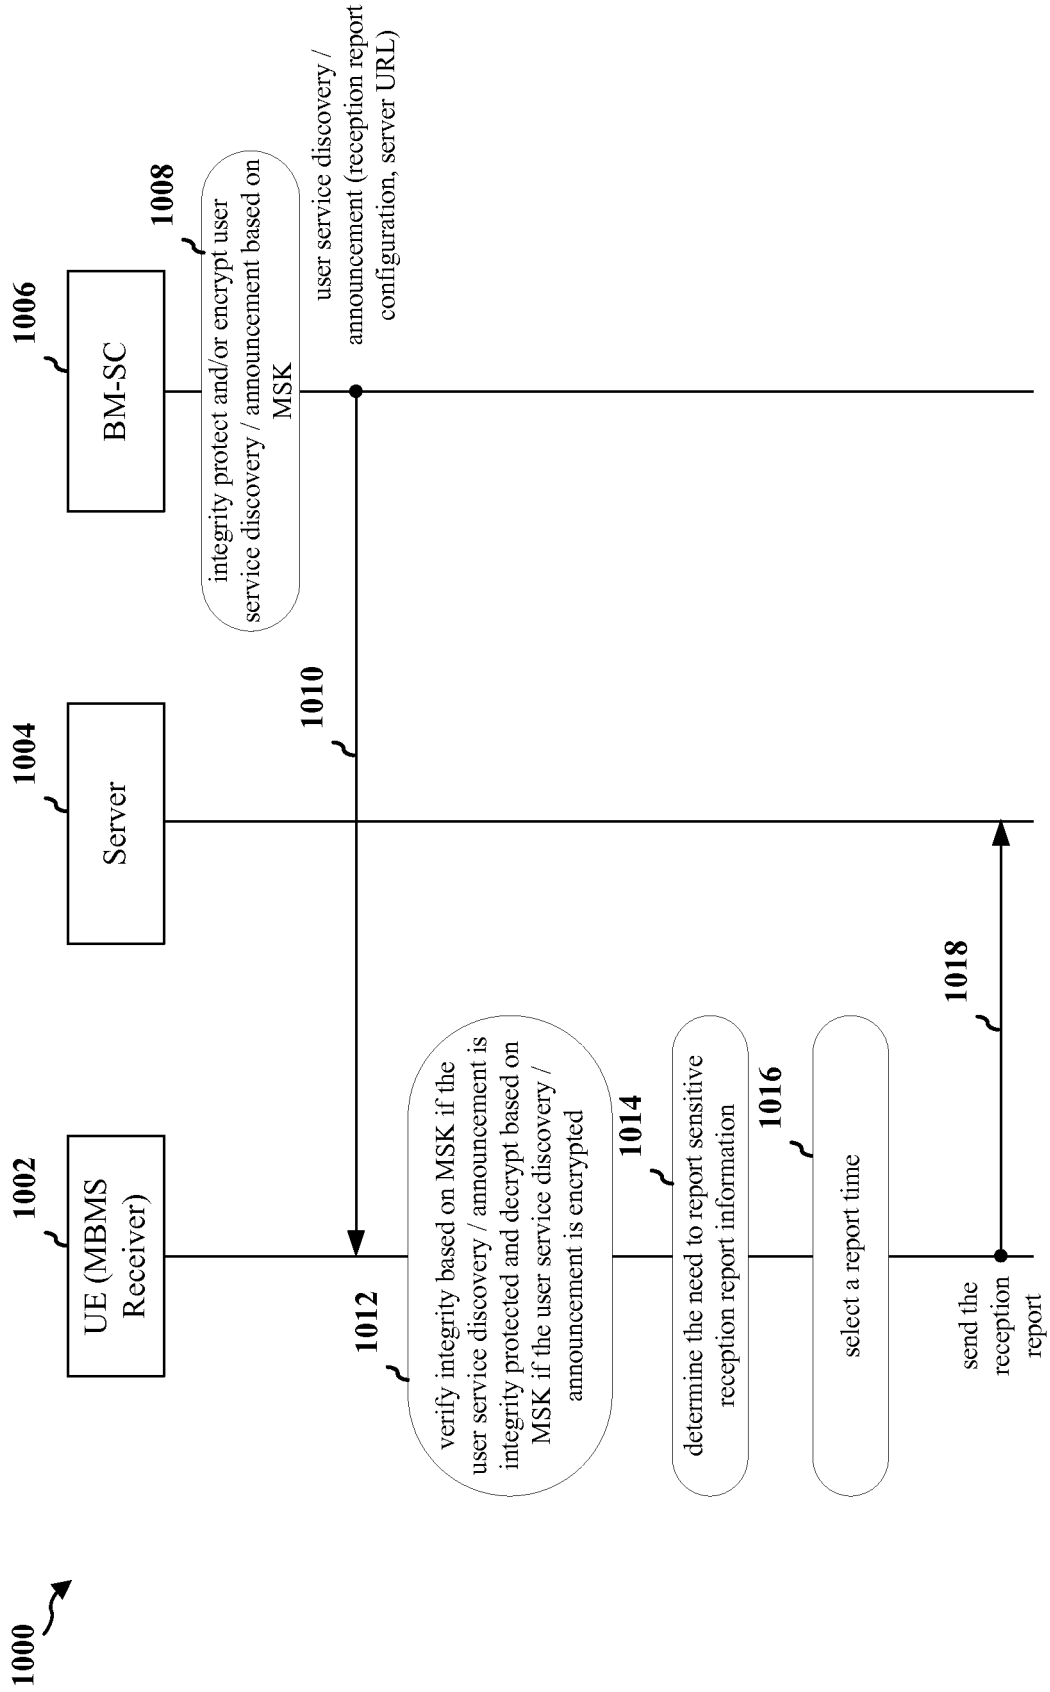 1000
1002
UE (MBMS
Receiver)
1004
Server
1006
BM-SC
1008
integrity protect and/or encrypt user
service discovery / announcement based on
MSK
1010
user service discovery /
announcement (reception report
configuration, server URL)
1012
verify integrity based on MSK if the
user service discovery / announcement is
integrity protected and decrypt based on
MSK if the user service discovery /
announcement is encrypted
1014
determine the need to report sensitive
reception report information
1016
select a report time
1018
send the
reception
report